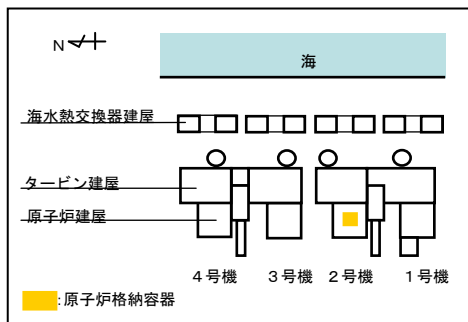 N
海
海水熱交換器建屋
タービン建屋
原子炉建屋
4号機 3号機 2号機 1号機
:原子炉格納容器